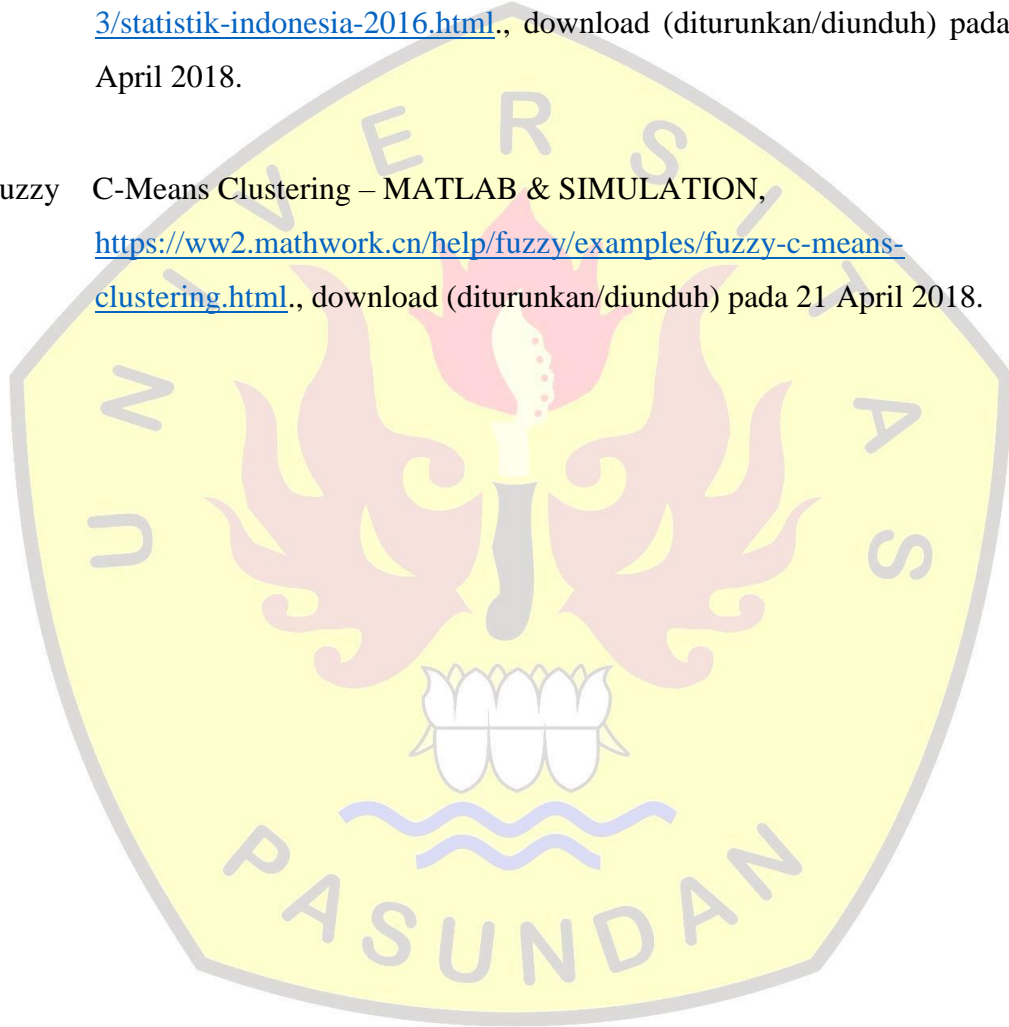 3/statistik-indonesia-2016.html., download (diturunkan/diunduh) pada
April 2018.
uzzy C-Means Clustering – MATLAB & SIMULATION,
https://ww2.mathwork.cn/help/fuzzy/examples/fuzzy-c-means-
clustering.html., download (diturunkan/diunduh) pada 21 April 2018.
UNIVERSITAS
PASUNDAN